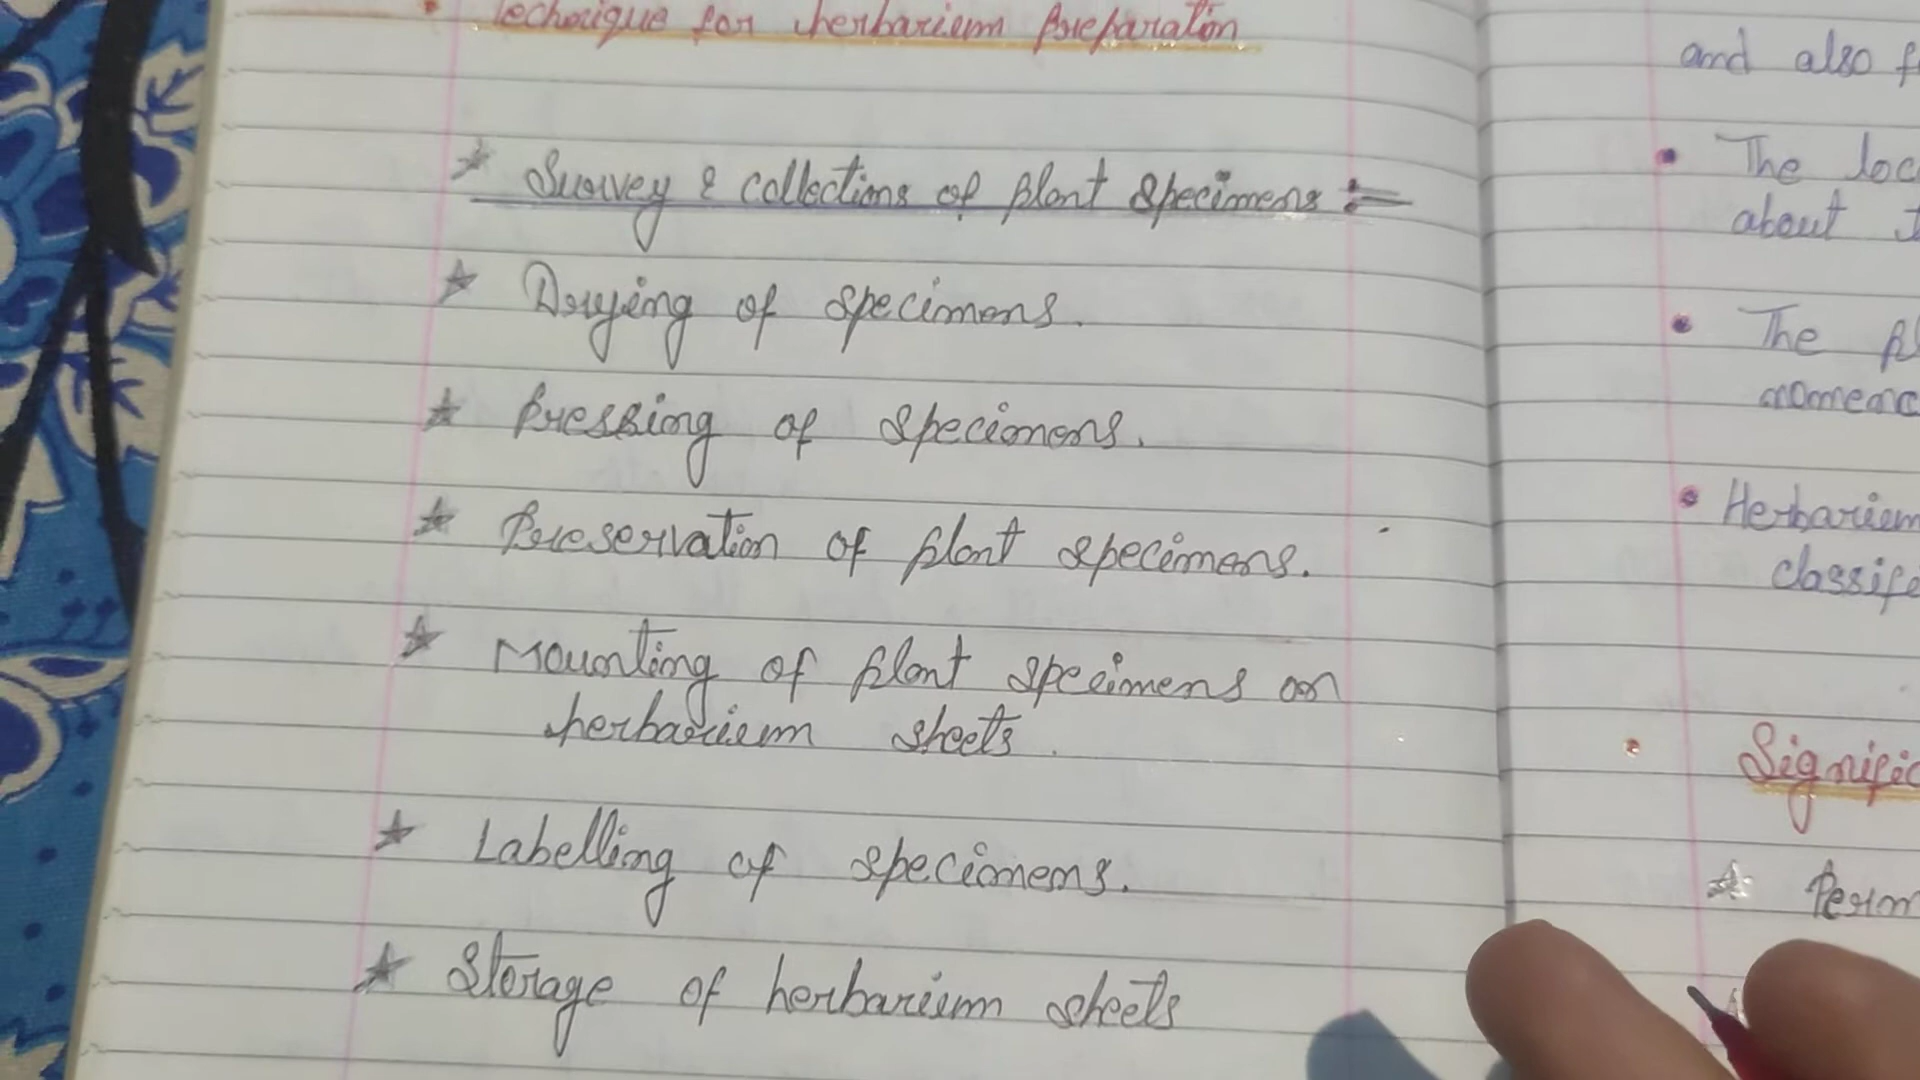 Technique for herbarium Preparation
★ Survey & collections of plant specimens :=
★ Drying of specimens.
★ Pressing of specimens.
★ Preservation of plant specimens.
★ Mounting of plant specimens on
herbarium sheets.
★ Labelling of specimens.
★ Storage of herbarium sheets
and also
• The
about
• The
• Herbarium
•
★